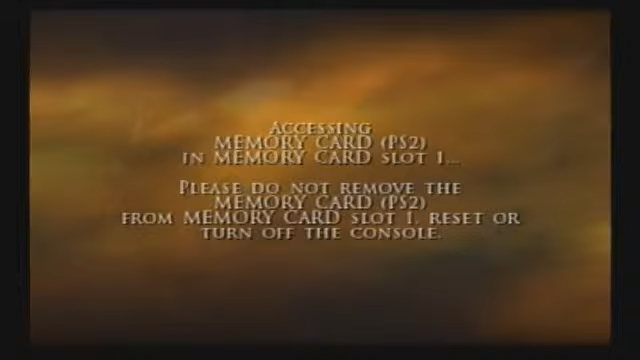 Accessing
MEMORY CARD (PS2)
in MEMORY CARD slot 1...
Please do not remove the
MEMORY CARD (PS2)
from MEMORY CARD slot 1, reset or
turn off the console.